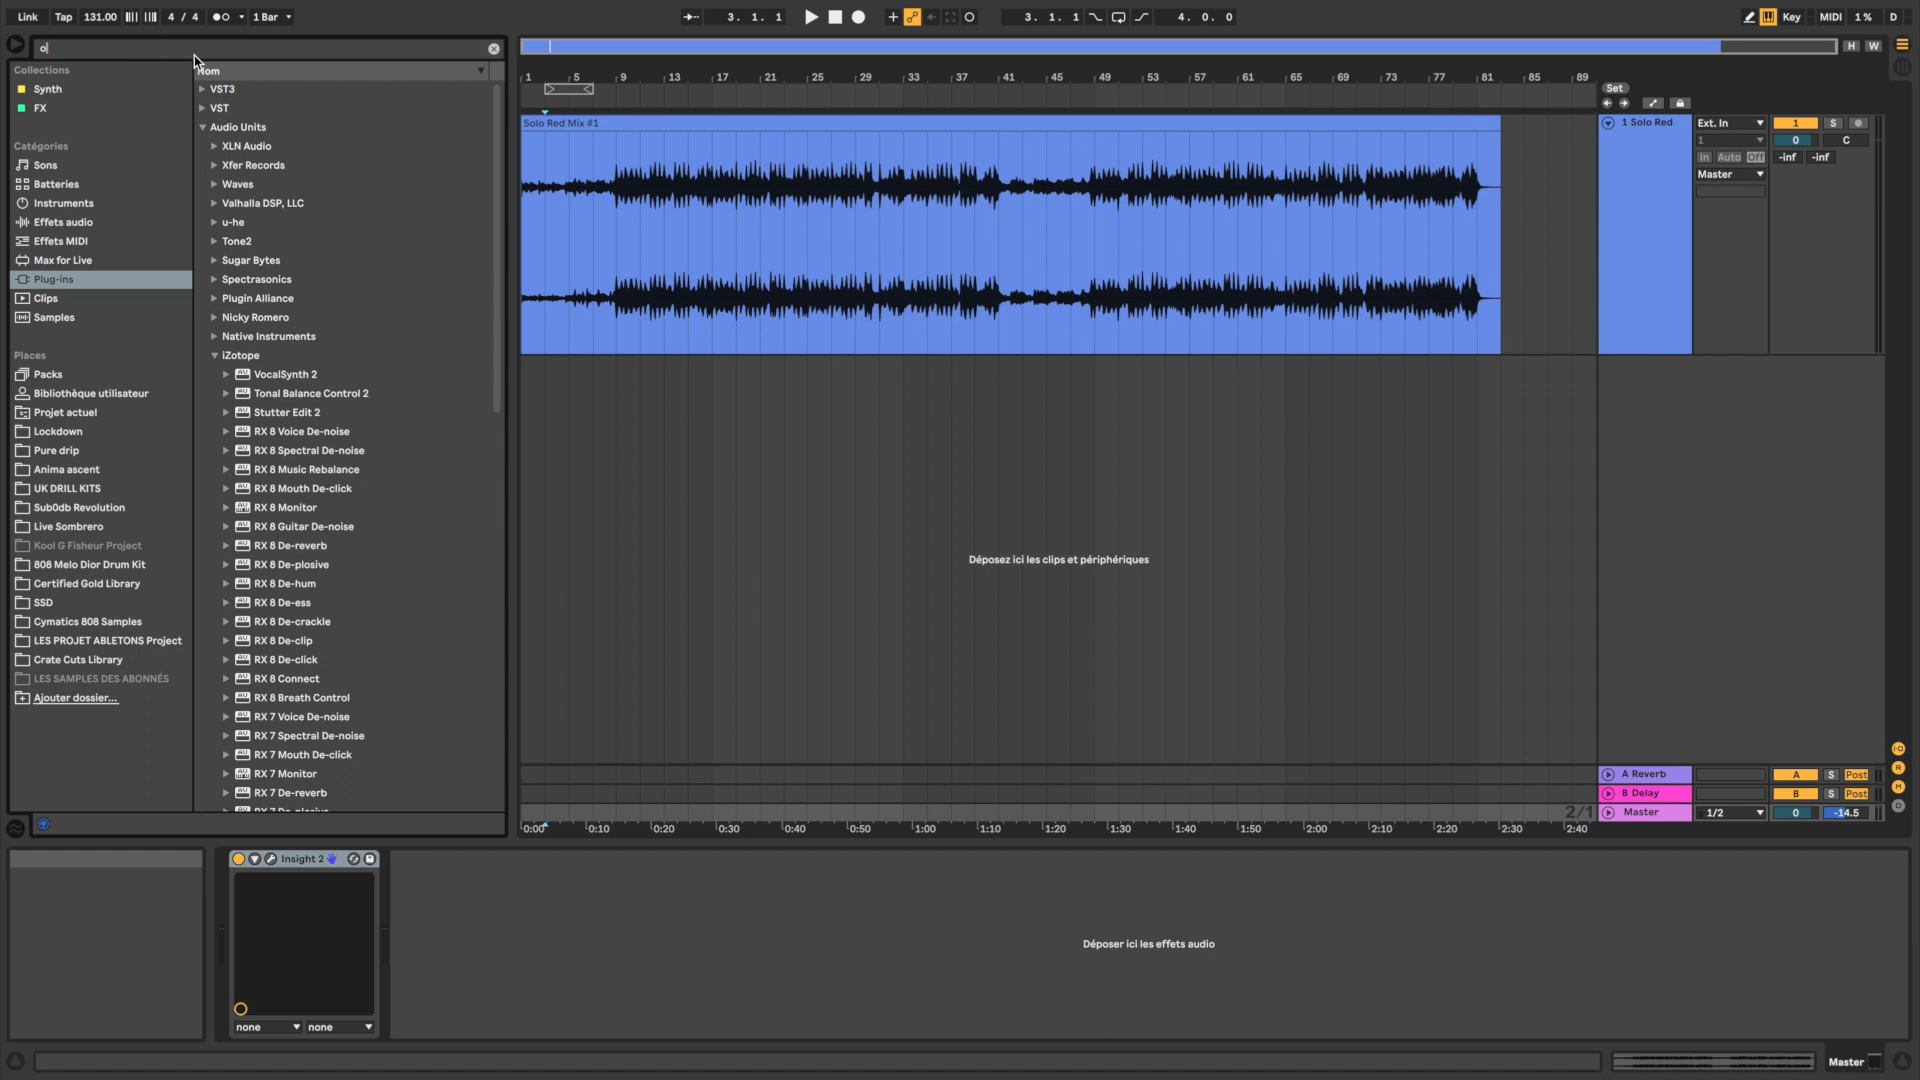 Link Tap 131.00 4 / 4 1 Bar 3. 1. 1 3. 1. 1 4. 0. 0 Key MIDI 1 % D
o
H W
Collections
Synth
FX
Catégories
Sons
Batteries
Instruments
Effets audio
Effets MIDI
Max for Live
Plug-ins
Clips
Samples
Places
Packs
Bibliothèque utilisateur
Projet actuel
Lockdown
Pure drip
Anima ascent
UK DRILL KITS
Sub0db Revolution
Live Sombrero
Kool G Fisheur Project
808 Melo Dior Drum Kit
Certified Gold Library
SSD
Cymatics 808 Samples
LES PROJET ABLETONS Project
Crate Cuts Library
LES SAMPLES DES ABONNÉS
Ajouter dossier...
Nom
VST3
VST
Audio Units
XLN Audio
Xfer Records
Waves
Valhalla DSP, LLC
u-he
Tone2
Sugar Bytes
Spectrasonics
Plugin Alliance
Nicky Romero
Native Instruments
iZotope
VocalSynth 2
Tonal Balance Control 2
Stutter Edit 2
RX 8 Voice De-noise
RX 8 Spectral De-noise
RX 8 Music Rebalance
RX 8 Mouth De-click
RX 8 Monitor
RX 8 Guitar De-noise
RX 8 De-reverb
RX 8 De-plosive
RX 8 De-hum
RX 8 De-ess
RX 8 De-crackle
RX 8 De-clip
RX 8 De-click
RX 8 Connect
RX 8 Breath Control
RX 7 Voice De-noise
RX 7 Spectral De-noise
RX 7 Mouth De-click
RX 7 Monitor
RX 7 De-reverb
RX 7 De-plosive
1 5 9 13 17 21 25 29 33 37 41 45 49 53 57 61 65 69 73 77 81 85 89
Set
Solo Red Mix #1
1 Solo Red Ext. In 1 S
1 0 C
In Auto Off -inf -inf
Master
Déposez ici les clips et périphériques
A Reverb A S Post
B Delay B S Post
2/1 Master 1/2 0 -14.5
0:00 0:10 0:20 0:30 0:40 0:50 1:00 1:10 1:20 1:30 1:40 1:50 2:00 2:10 2:20 2:30 2:40
I·O
R
M
D
Insight 2
none none
Déposer ici les effets audio
Master